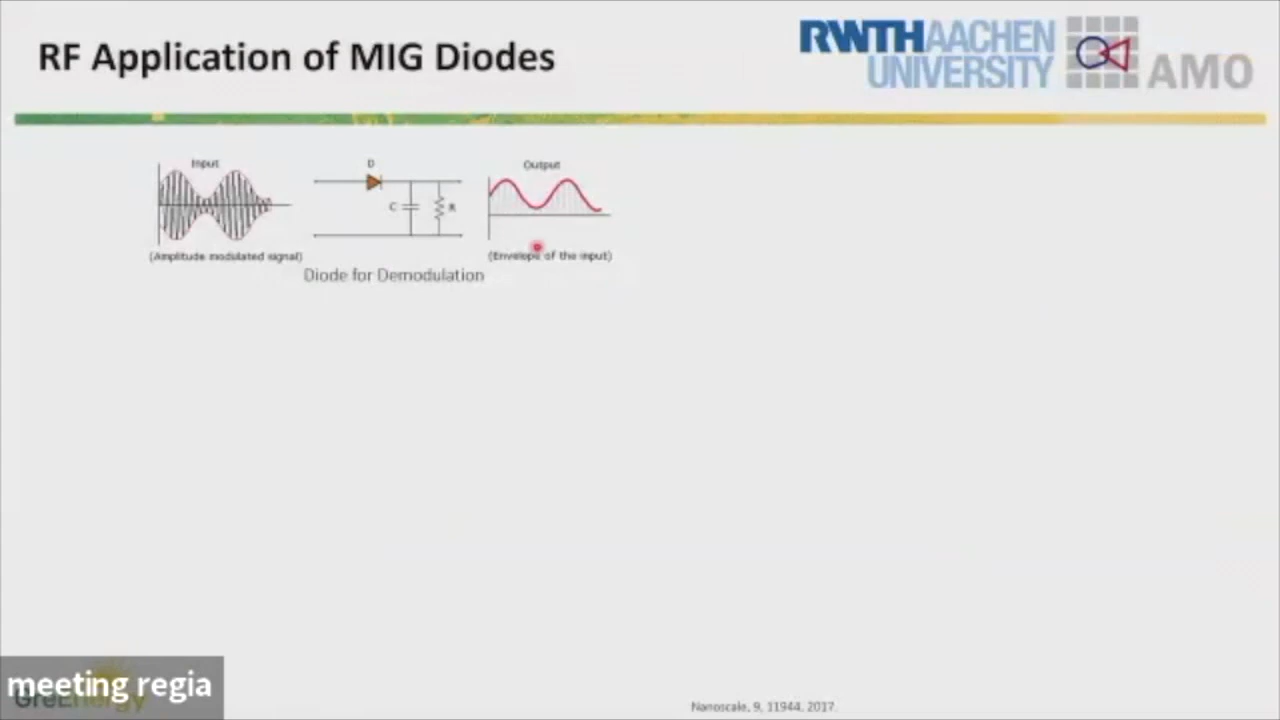 RF Application of MIG Diodes
RWTHAACHEN
UNIVERSITY
AMO
Input
D
Output
C
R
(Amplitude modulated signal)
(Envelope of the input)
Diode for Demodulation
meeting regia
GreEnergy
Nanoscale, 9, 11944, 2017.